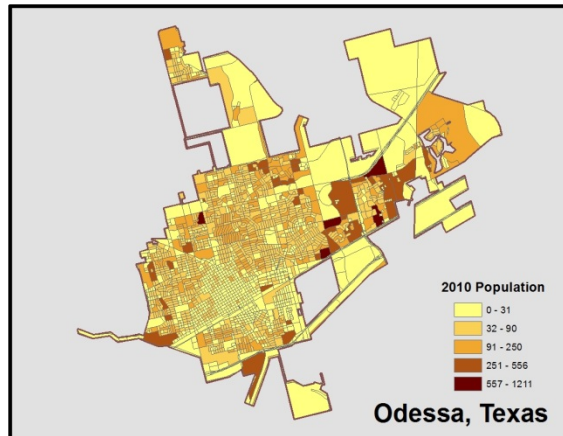 2010 Population
0 - 31
32 - 90
91 - 250
251 - 556
557 - 1211
Odessa, Texas